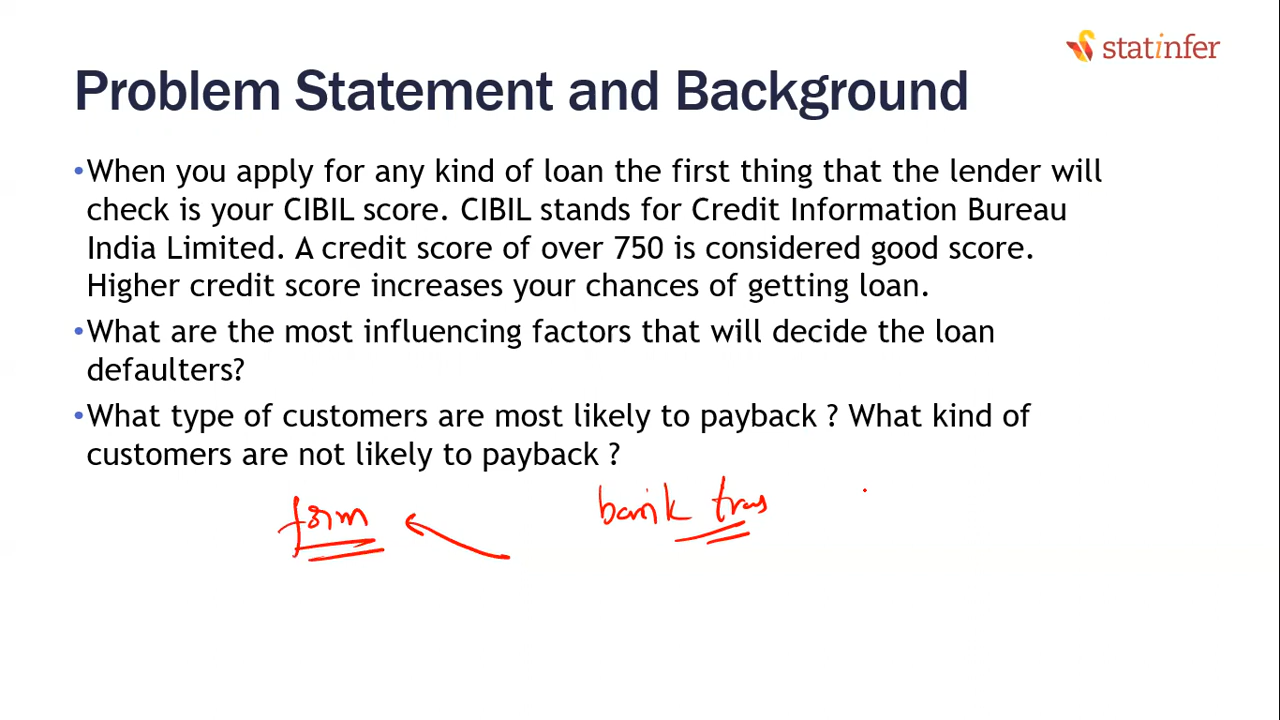 statinfer
Problem Statement and Background
•When you apply for any kind of loan the first thing that the lender will
check is your CIBIL score. CIBIL stands for Credit Information Bureau
India Limited. A credit score of over 750 is considered good score.
Higher credit score increases your chances of getting loan.
•What are the most influencing factors that will decide the loan
defaulters?
•What type of customers are most likely to payback ? What kind of
customers are not likely to payback ?
form bank tras